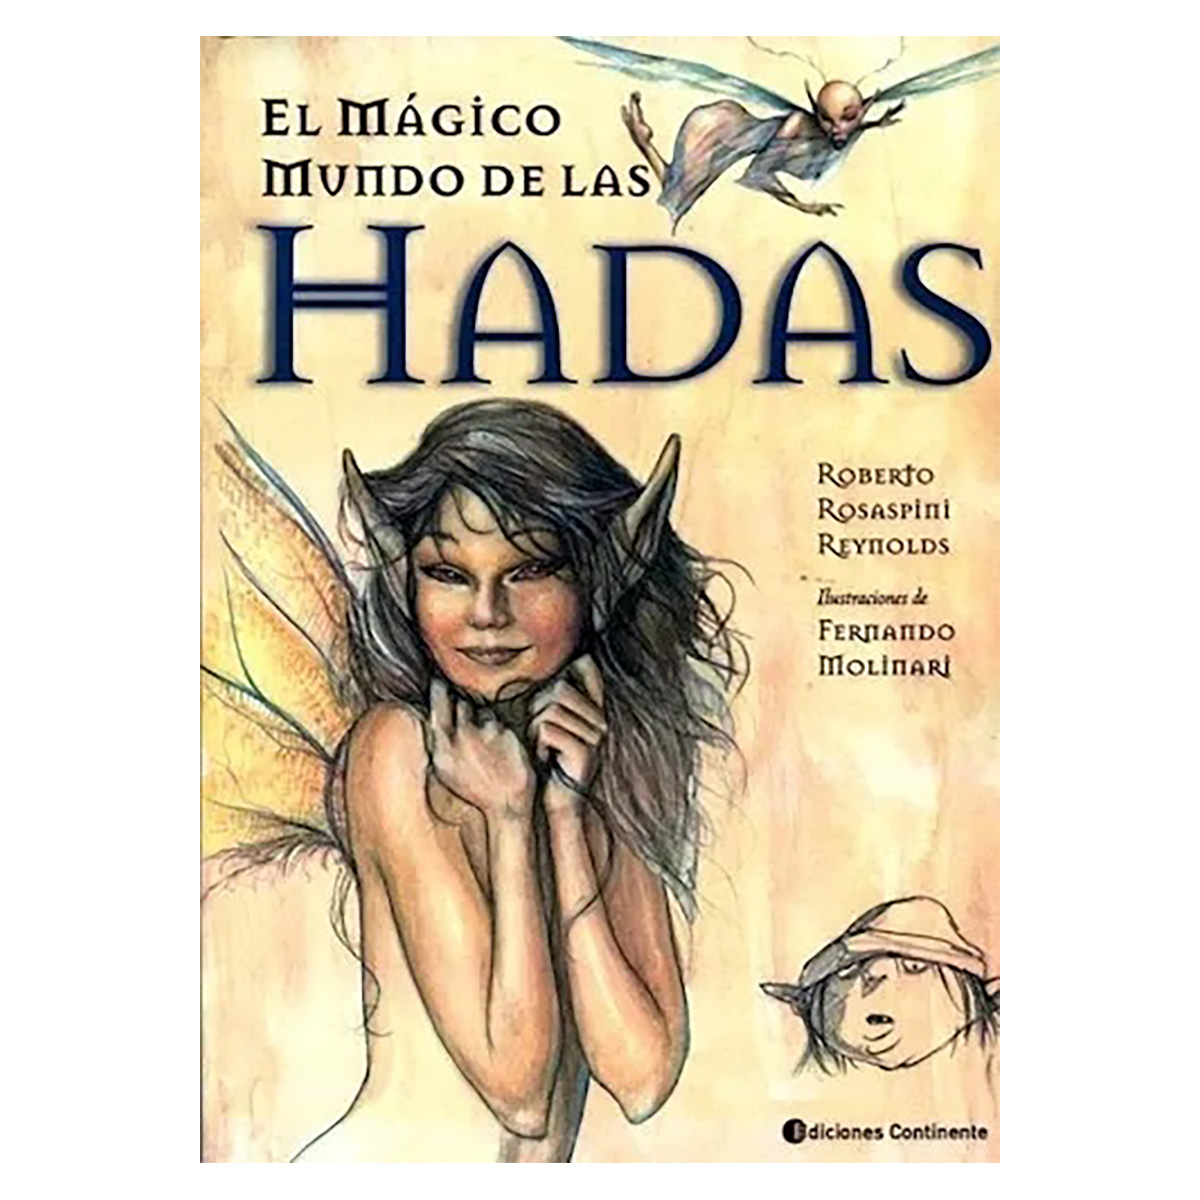 El Mágico
Mundo de las
Hadas
Roberto
Rosaspini
Reynolds
Ilustraciones de
Fernando
Molinari
Ediciones Continente